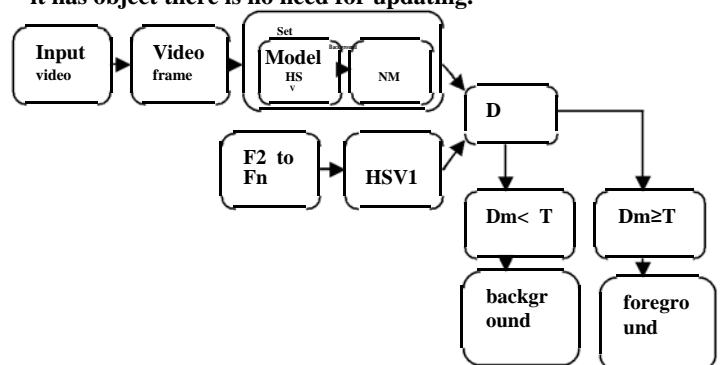 it has object there is no need for updating.
Input
video
Video
frame
Set
Background
Model
HS
V
NM
F2 to
Fn
HSV1
D
Dm< T
Dm≥T
backgr
ound
foregro
und